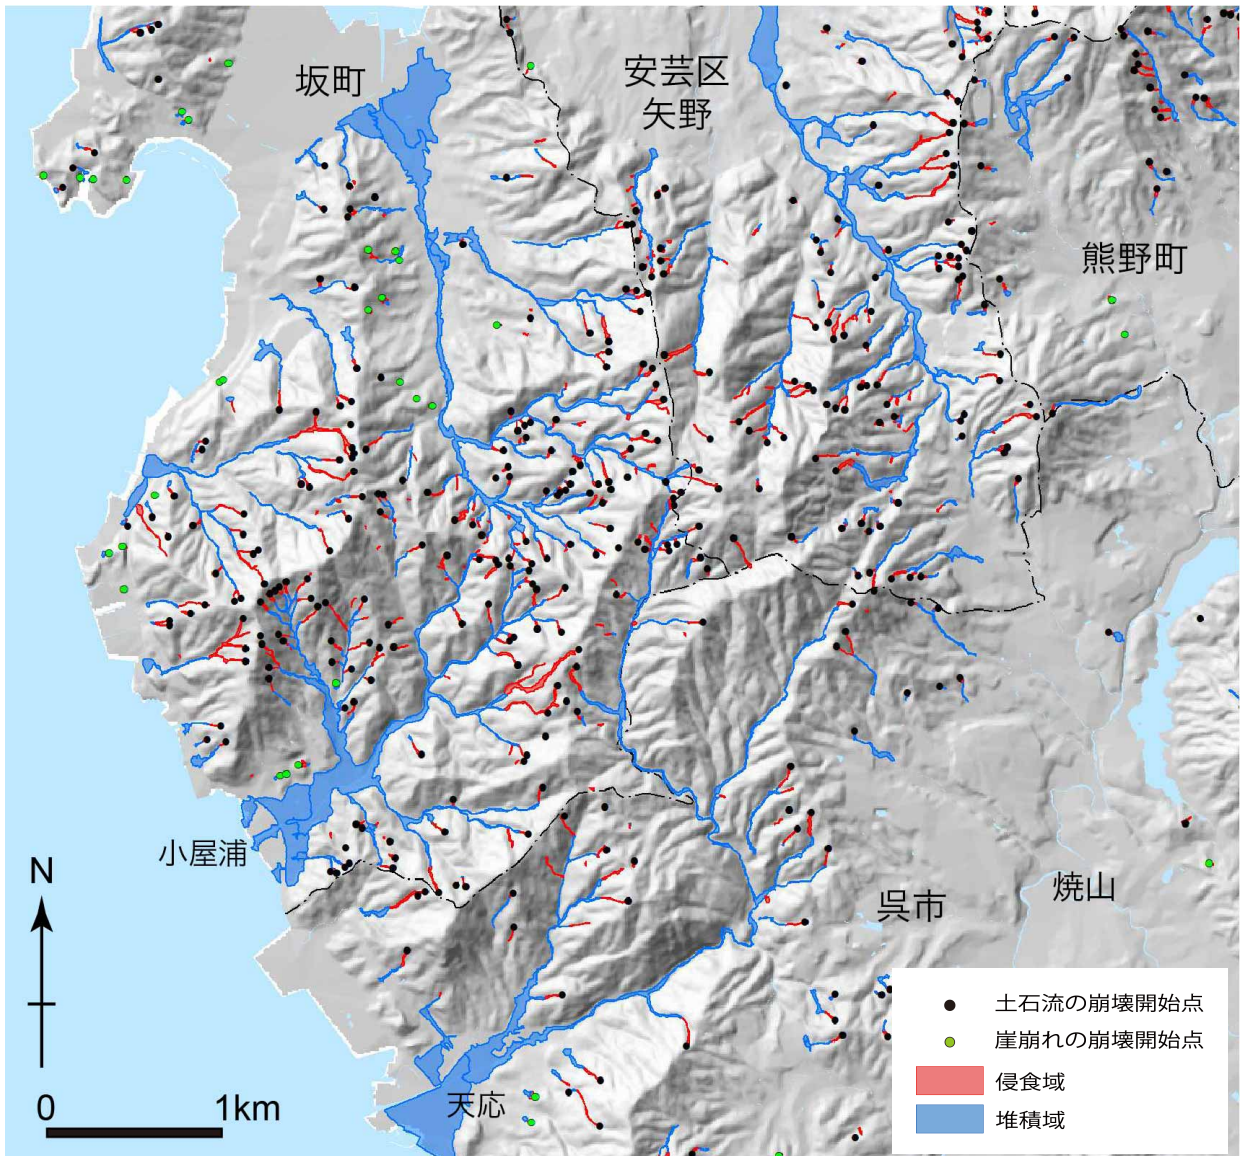 坂町
安芸区
矢野
熊野町
小屋浦
呉市
焼山
天応
N
0 1km
土石流の崩壊開始点
崖崩れの崩壊開始点
侵食域
堆積域